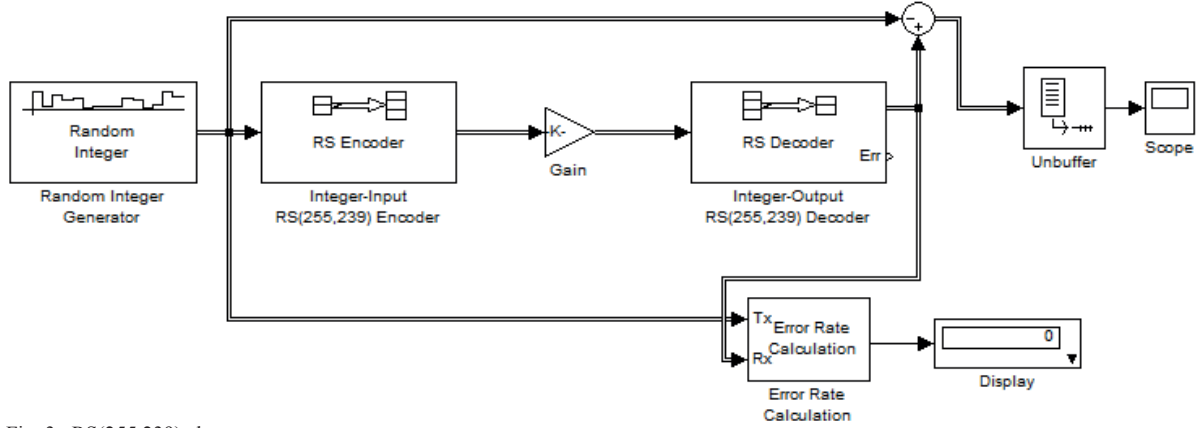 -
+
Random
Integer
Random Integer
Generator
RS Encoder
Integer-Input
RS(255,239) Encoder
-K-
Gain
RS Decoder
Err
Integer-Output
RS(255,239) Decoder
Unbuffer
Scope
Tx
Rx
Error Rate
Calculation
Error Rate
Calculation
0
Display